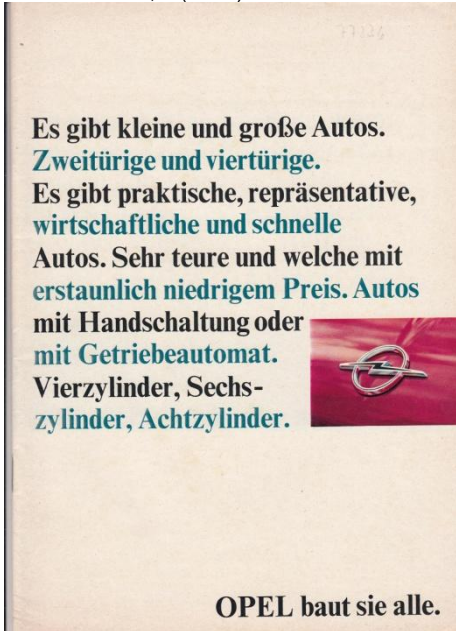 Es gibt kleine und große Autos.
Zweitürige und viertürige.
Es gibt praktische, repräsentative,
wirtschaftliche und schnelle
Autos. Sehr teure und welche mit
erstaunlich niedrigem Preis. Autos
mit Handschaltung oder
mit Getriebeautomat.
Vierzylinder, Sechs-
zylinder, Achtzylinder.
OPEL baut sie alle.